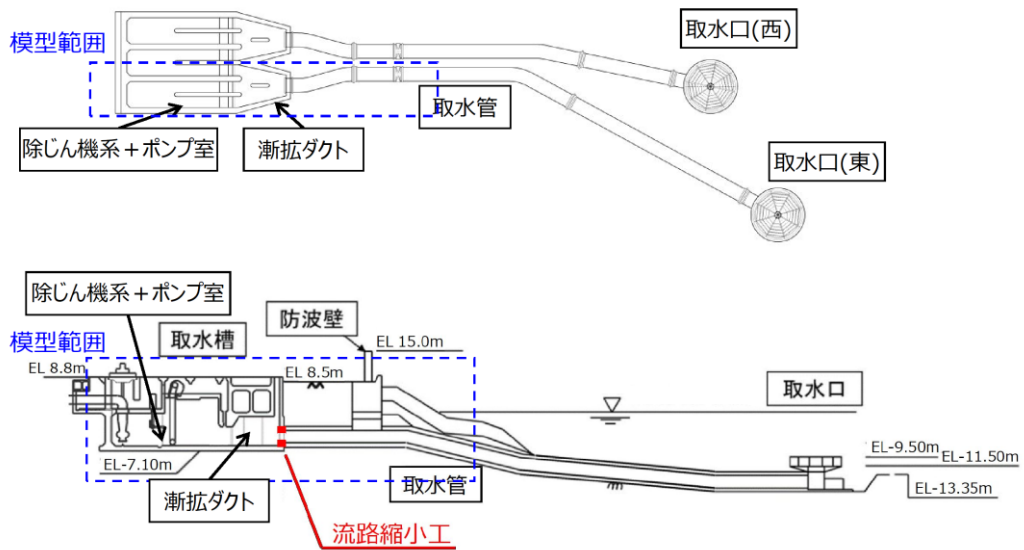 取水口(西)
模型範囲
取水管
除じん機系＋ポンプ室
漸拡ダクト
取水口(東)
除じん機系＋ポンプ室
防波壁
模型範囲
取水槽
EL 15.0m
EL 8.8m
EL 8.5m
取水口
EL-9.50m
EL-11.50m
EL-7.10m
取水管
EL-13.35m
漸拡ダクト
流路縮小工